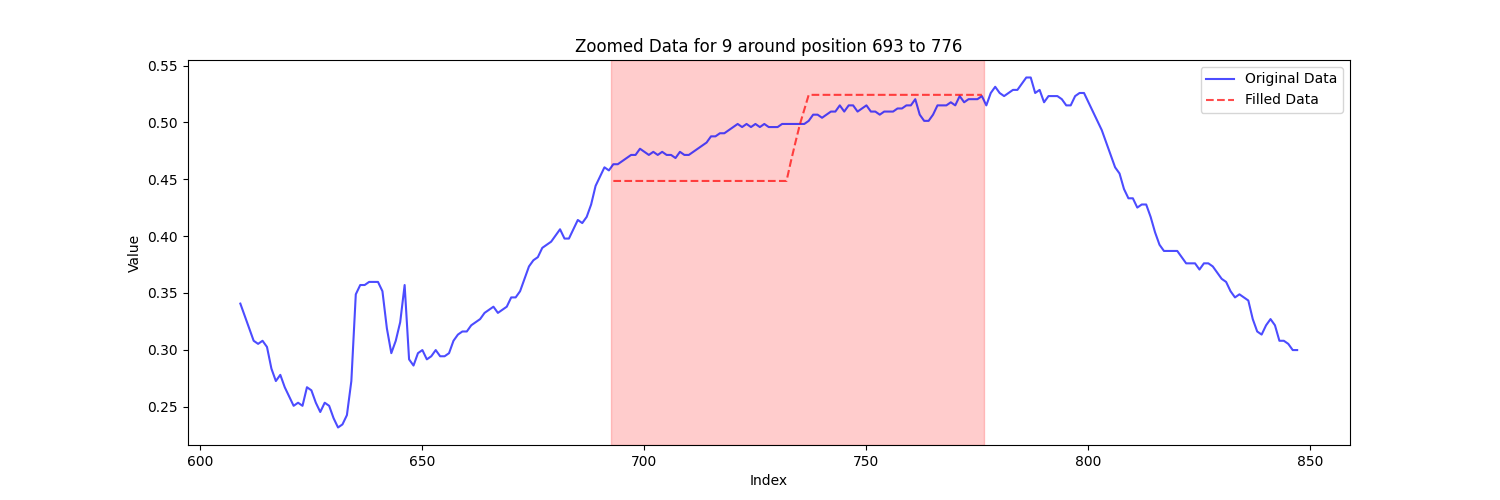 Zoomed Data for 9 around position 693 to 776
Original Data
Filled Data
Value
0.55
0.50
0.45
0.40
0.35
0.30
0.25
600 650 700 750 800 850
Index